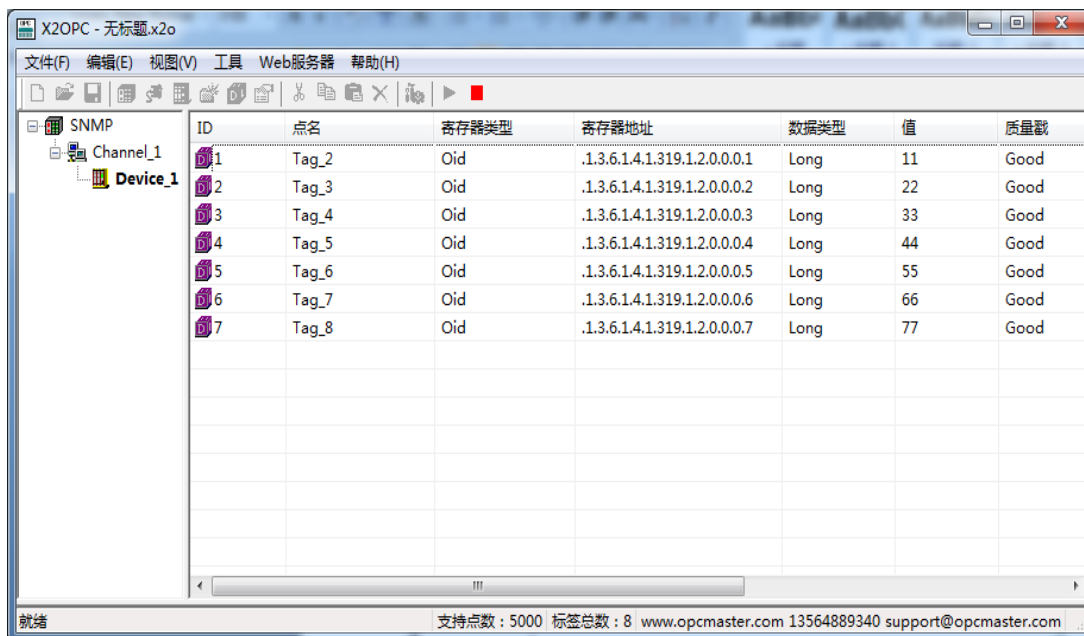 X2OPC - 无标题.x2o
文件(F) 编辑(E) 视图(V) 工具 Web服务器 帮助(H)
SNMP
Channel_1
Device_1
ID 点名 寄存器类型 寄存器地址 数据类型 值 质量戳
1 Tag_2 Oid .1.3.6.1.4.1.319.1.2.0.0.0.1 Long 11 Good
2 Tag_3 Oid .1.3.6.1.4.1.319.1.2.0.0.0.2 Long 22 Good
3 Tag_4 Oid .1.3.6.1.4.1.319.1.2.0.0.0.3 Long 33 Good
4 Tag_5 Oid .1.3.6.1.4.1.319.1.2.0.0.0.4 Long 44 Good
5 Tag_6 Oid .1.3.6.1.4.1.319.1.2.0.0.0.5 Long 55 Good
6 Tag_7 Oid .1.3.6.1.4.1.319.1.2.0.0.0.6 Long 66 Good
7 Tag_8 Oid .1.3.6.1.4.1.319.1.2.0.0.0.7 Long 77 Good
就绪 支持点数：5000 标签总数：8 www.opcmaster.com 13564889340 support@opcmaster.com